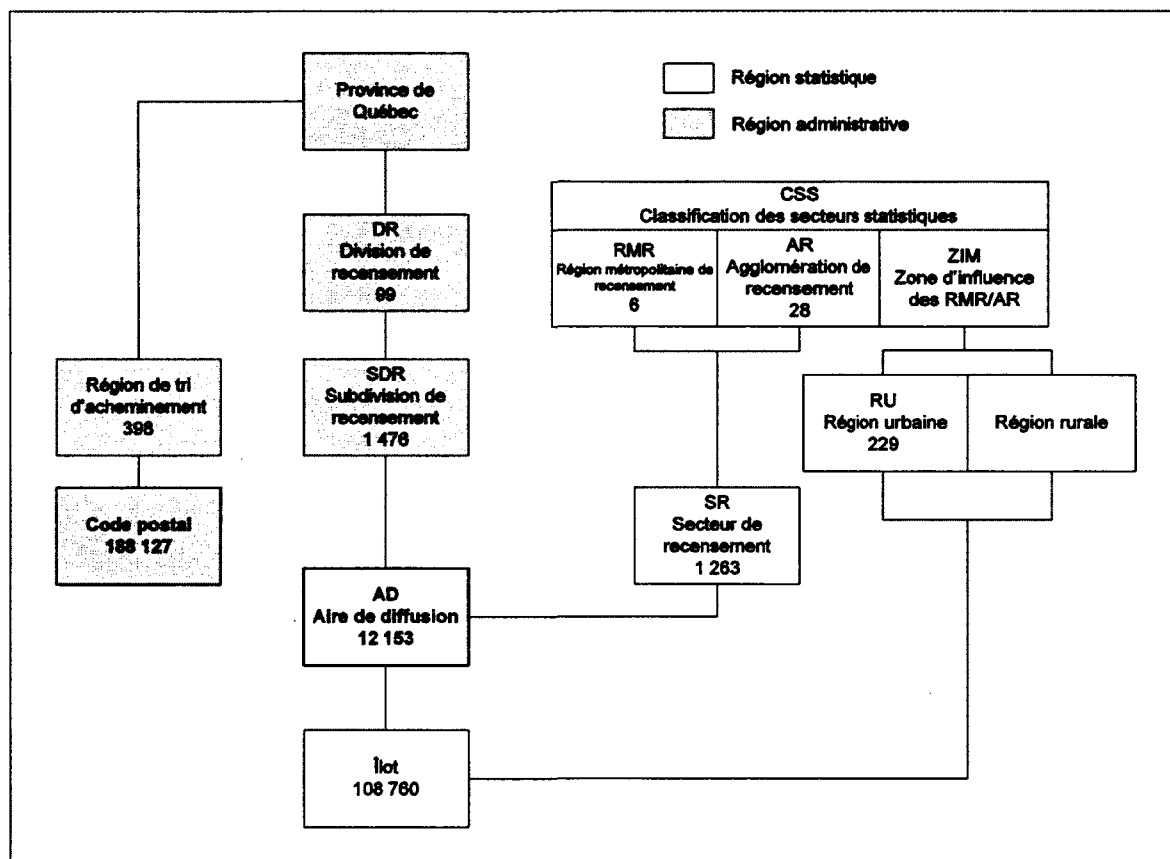 Province de
Québec
Région statistique
Région administrative
DR
Division de
recensement
99
CSS
Classification des secteurs statistiques
RMR
Région métropolitaine de
recensement
6
AR
Agglomération de
recensement
28
ZIM
Zone d'influence
des RMR/AR
Région de tri
d'acheminement
398
SDR
Subdivision de
recensement
1 476
RU
Région urbaine
229
Région rurale
Code postal
188 127
SR
Secteur de
recensement
1 263
AD
Aire de diffusion
12 153
Îlot
108 760